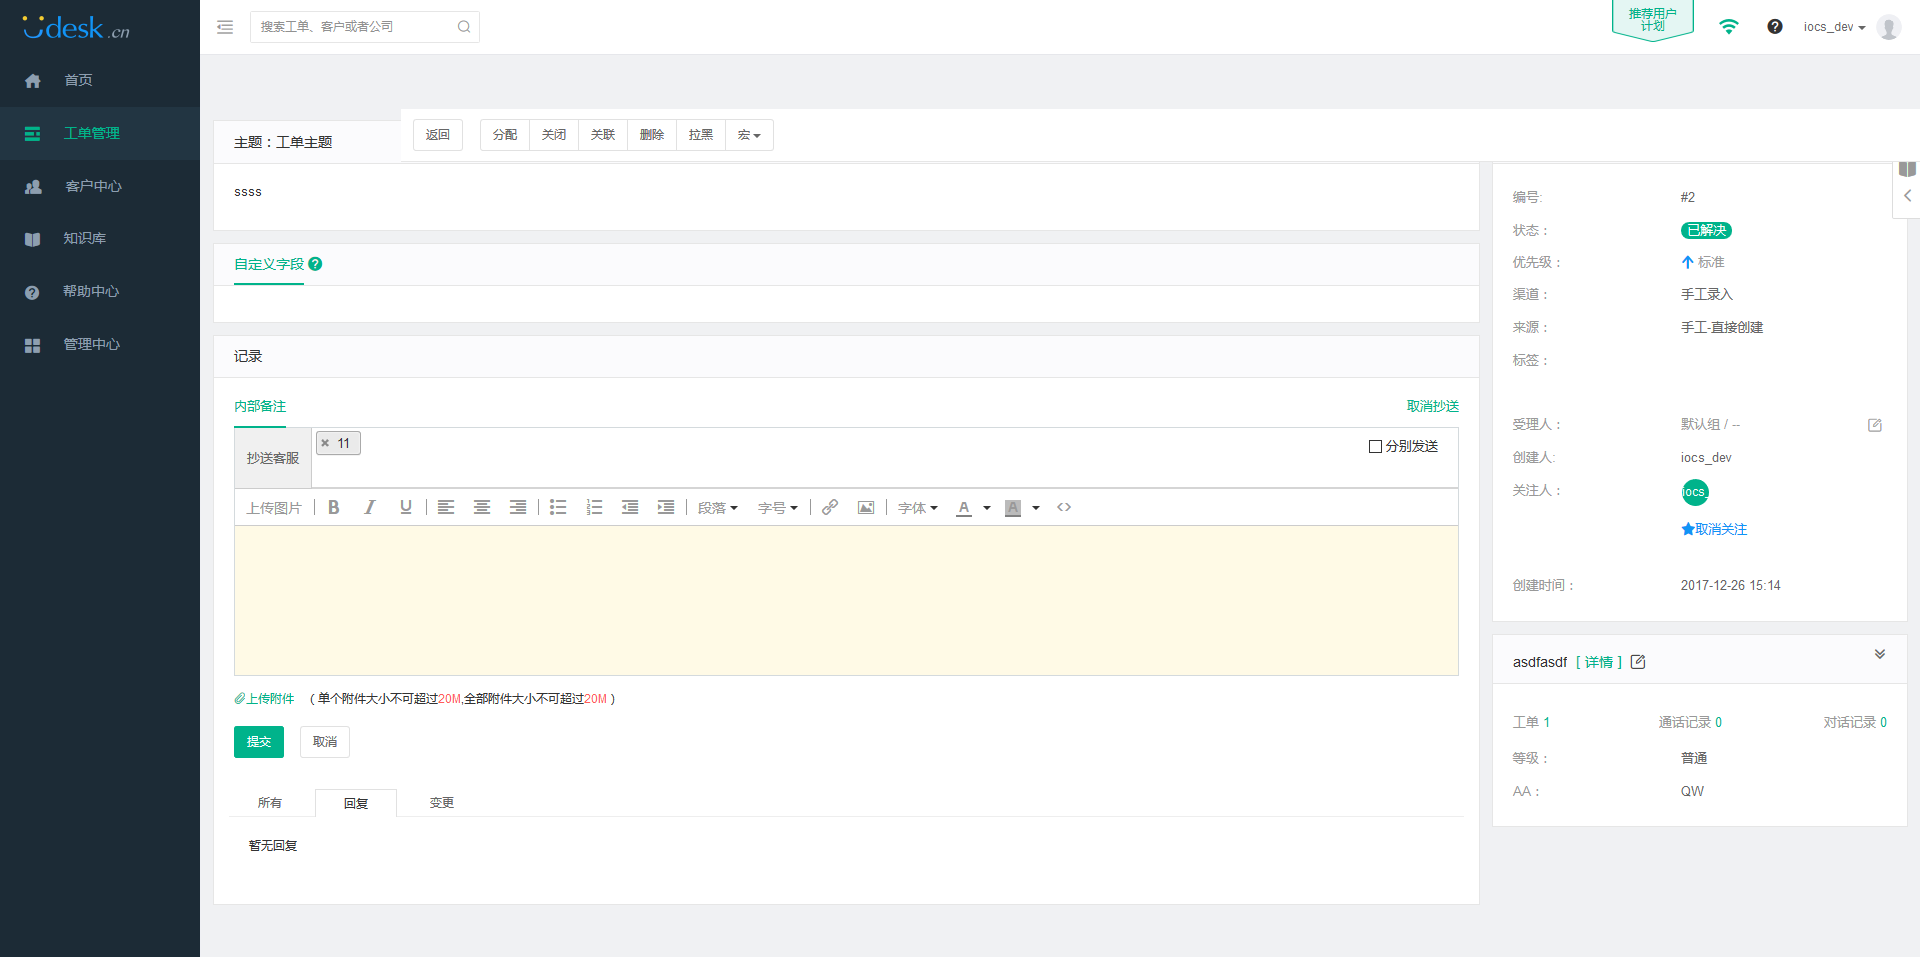 desk.cn
搜索工单、客户或者公司
推荐用户
计划
iocs_dev
首页
工单管理
客户中心
知识库
帮助中心
管理中心
返回
分配
关闭
关联
删除
拉黑
宏
主题：工单主题
ssss
自定义字段
记录
内部备注
取消抄送
抄送客服
× 11
分别发送
上传图片
B I U
段落
字号
字体
A
A
上传附件 （单个附件大小不可超过20M,全部附件大小不可超过20M）
提交
取消
所有
回复
变更
暂无回复
编号: #2
状态： 已解决
优先级： 标准
渠道： 手工录入
来源： 手工-直接创建
标签：
受理人： 默认组 / --
创建人: iocs_dev
关注人： iocs_
取消关注
创建时间： 2017-12-26 15:14
asdfasdf [ 详情 ]
工单 1
通话记录 0
对话记录 0
等级： 普通
AA： QW